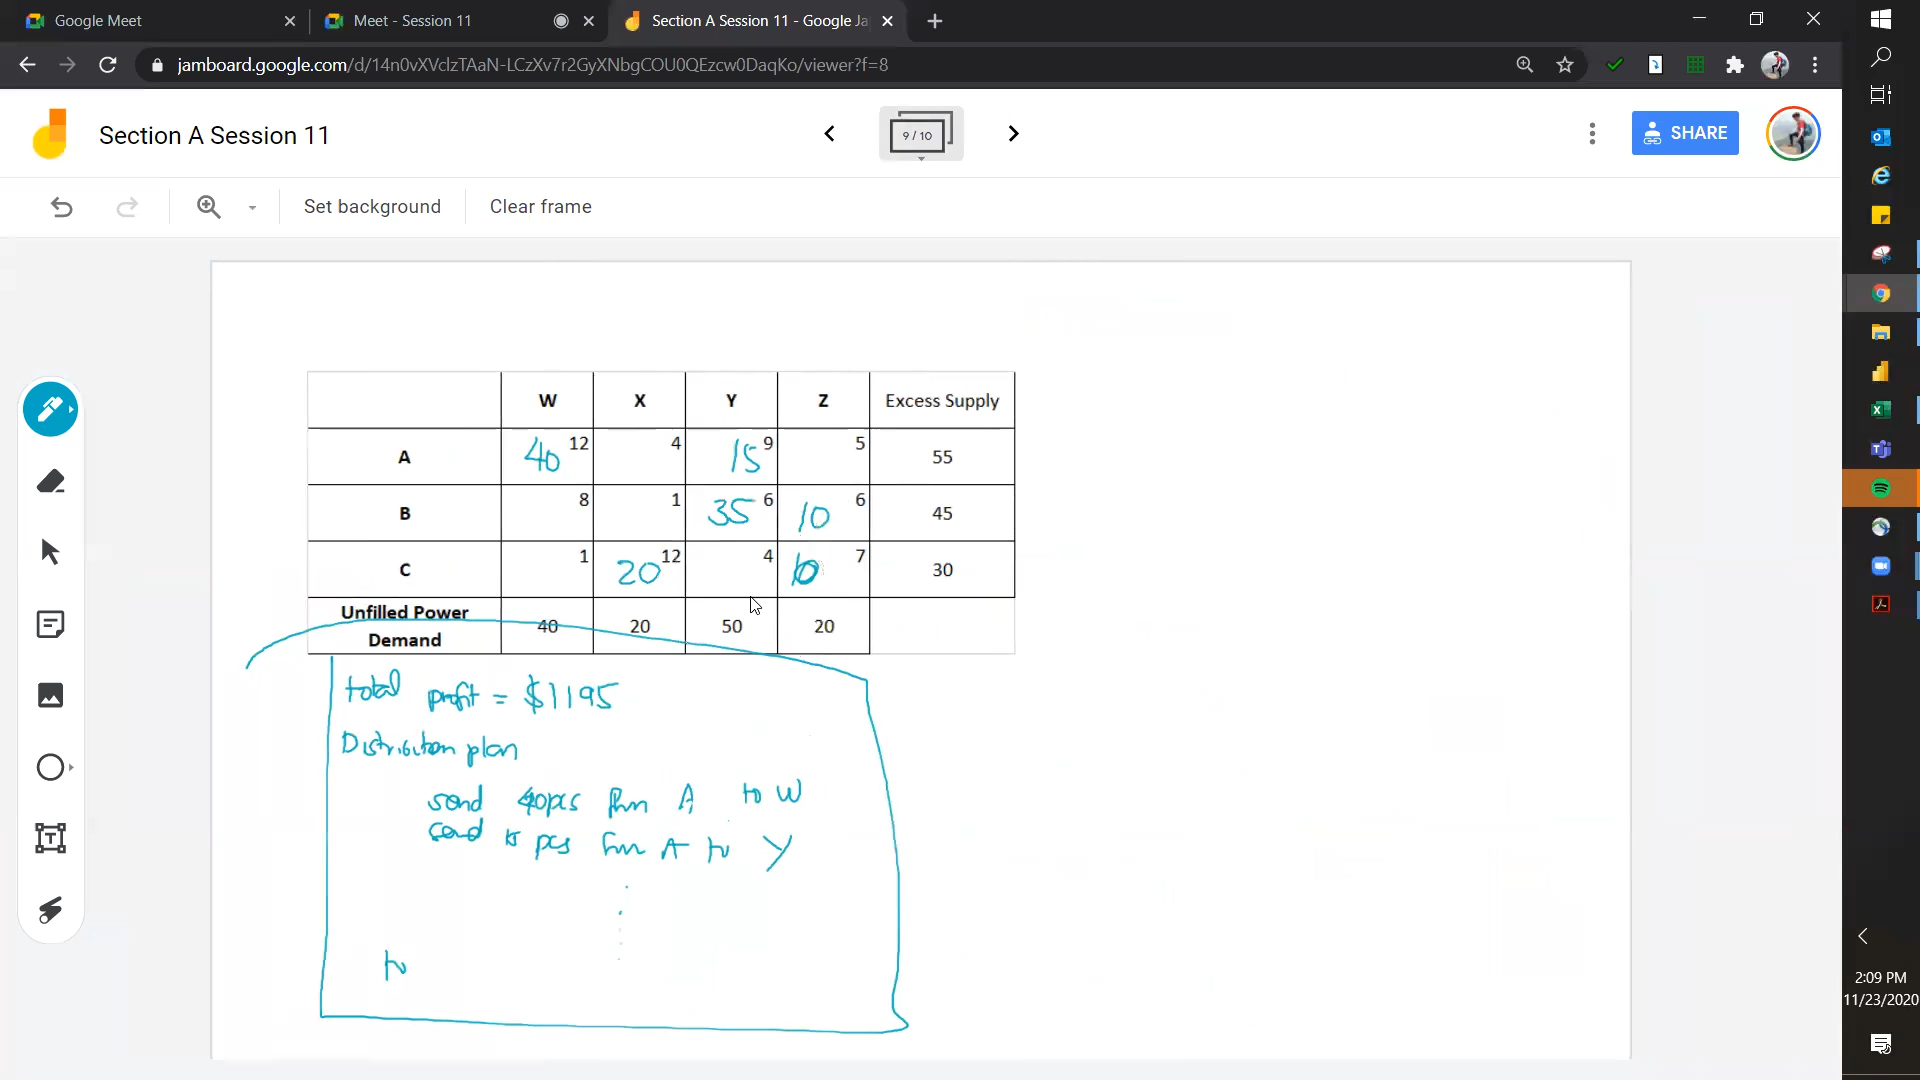 Google Meet
Meet - Session 11
Section A Session 11 - Google Ja
jamboard.google.com/d/14n0vXVclzTAaN-LCzXv7r2GyXNbgCOU0QEzcw0DaqKo/viewer?f=8
Section A Session 11
9 / 10
SHARE
Set background
Clear frame
W X Y Z Excess Supply
A 40 12 4 15 9 5 55
B 8 1 35 6 10 6 45
C 1 20 12 4 7 30
Unfilled Power
Demand 40 20 50 20
total profit = $1195
Distribution plan
send 40pcs from A to W
send 15 pcs from A to Y
to
2:09 PM
11/23/2020